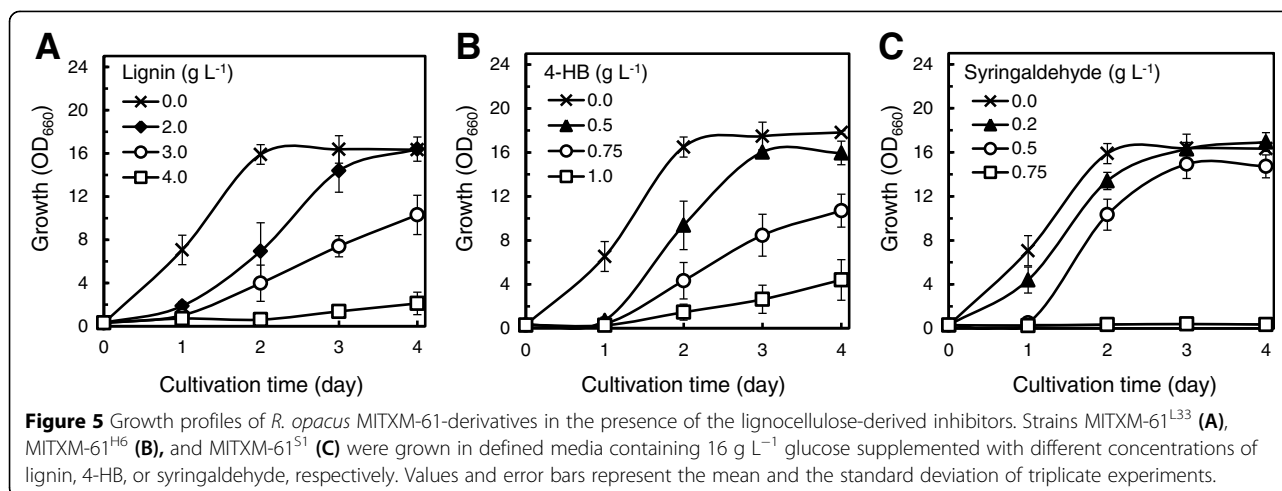 A
Lignin (g L⁻¹)
0.0
2.0
3.0
4.0
Growth (OD₆₆₀)
24
20
16
12
8
4
0
0 1 2 3 4
Cultivation time (day)
B
4-HB (g L⁻¹)
0.0
0.5
0.75
1.0
Growth (OD₆₆₀)
24
20
16
12
8
4
0
0 1 2 3 4
Cultivation time (day)
C
Syringaldehyde (g L⁻¹)
0.0
0.2
0.5
0.75
Growth (OD₆₆₀)
24
20
16
12
8
4
0
0 1 2 3 4
Cultivation time (day)
Figure 5 Growth profiles of R. opacus MITXM-61-derivatives in the presence of the lignocellulose-derived inhibitors. Strains MITXM-61ᴸ³³ (A),
MITXM-61ᴴ⁶ (B), and MITXM-61ˢ¹ (C) were grown in defined media containing 16 g L⁻¹ glucose supplemented with different concentrations of
lignin, 4-HB, or syringaldehyde, respectively. Values and error bars represent the mean and the standard deviation of triplicate experiments.